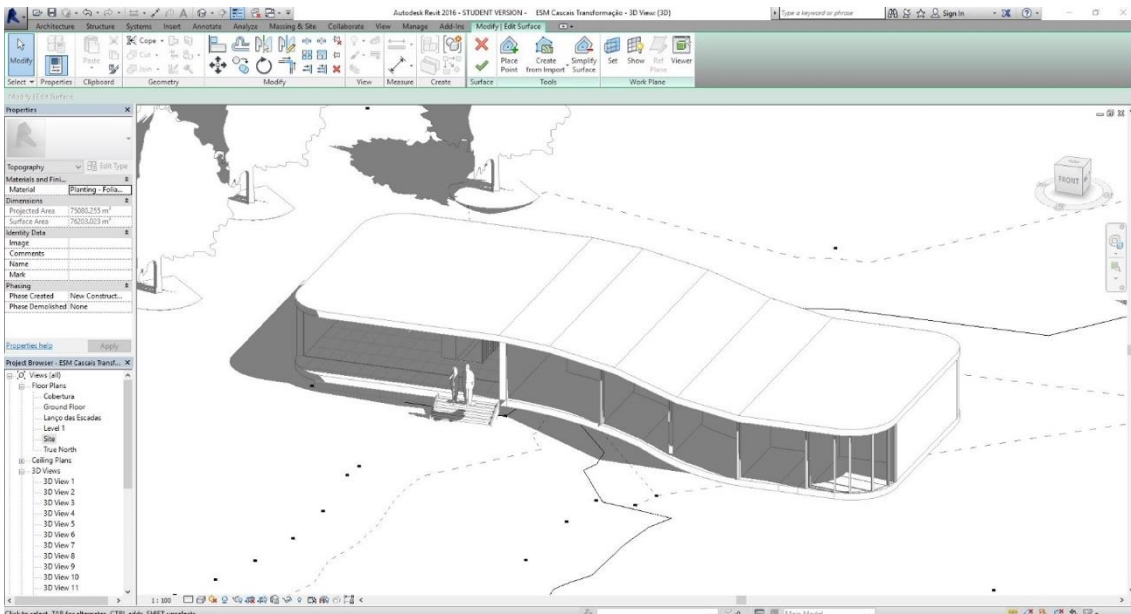 Autodesk Revit 2016 - STUDENT VERSION - ESM Cascais Transformação - 3D View: {3D}
Type a keyword or phrase
Sign In
Architecture Structure Systems Insert Annotate Analyze Massing & Site Collaborate View Manage Add-Ins Modify | Edit Surface
Modify
Paste
Cope
Cut
Join
Place Point
Create from Import
Simplify Surface
Set
Show
Ref Plane
Viewer
Select Properties Clipboard Geometry Modify View Measure Create Surface Tools Work Plane
Modify | Edit Surface
Properties
Topography
Edit Type
Materials and Fini...
Material Planting - Folia...
Dimensions
Projected Area 75080.255 m²
Surface Area 76203.023 m²
Identity Data
Image
Comments
Name
Mark
Phasing
Phase Created New Construct...
Phase Demolished None
Properties help
Apply
Project Browser - ESM Cascais Transf...
Views (all)
Floor Plans
Cobertura
Ground Floor
Lanço das Escadas
Level 1
Site
True North
Ceiling Plans
3D Views
3D View 1
3D View 2
3D View 3
3D View 4
3D View 5
3D View 6
3D View 7
3D View 8
3D View 9
3D View 10
3D View 11
FRONT
1 : 100
Click to select, TAB for alternates, CTRL adds, SHIFT unselects.
Main Model